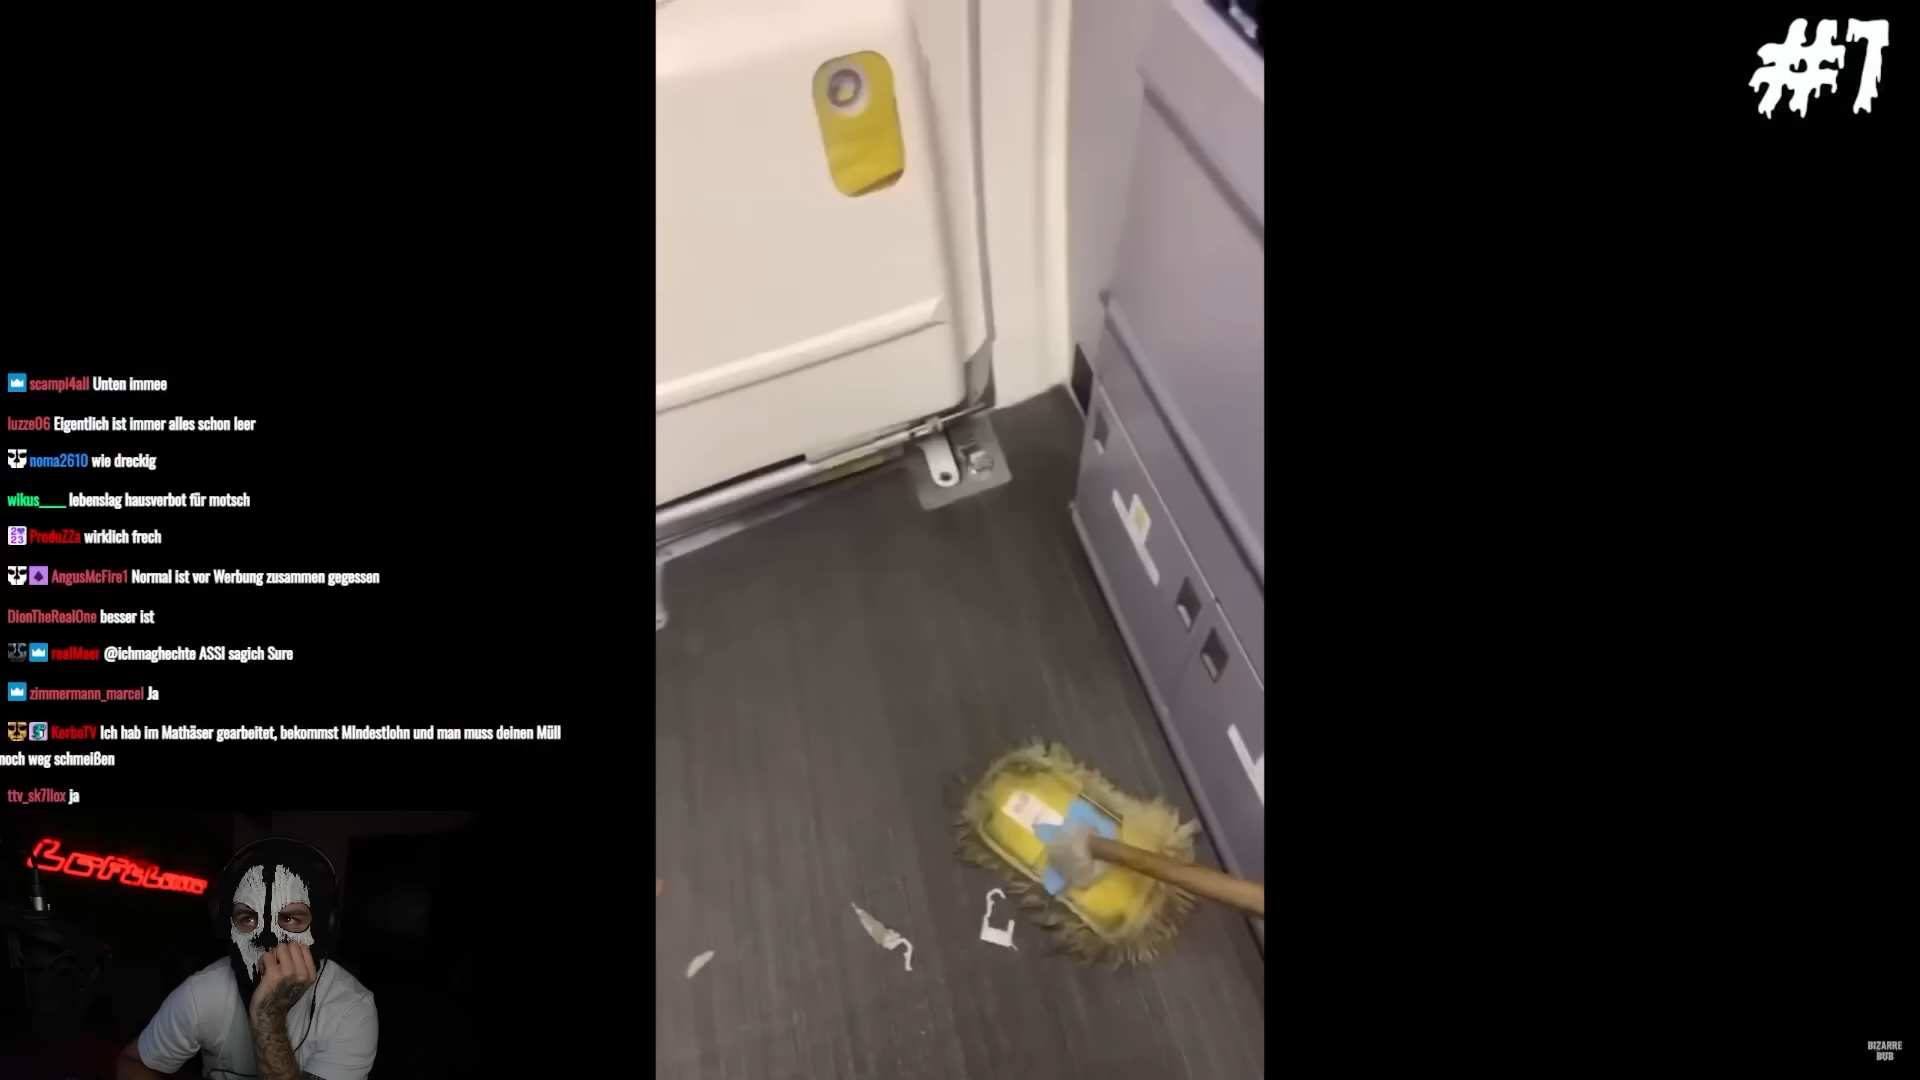 #7
scampi4all Unten immee
luzze06 Eigentlich ist immer alles schon leer
noma2610 wie dreckig
wikus____ lebenslag hausverbot für motsch
2023 ProduZZa wirklich frech
AngusMcFire1 Normal ist vor Werbung zusammen gegessen
DionTheRealOne besser ist
realMaer @ichmaghechte ASSI sagich Sure
zimmermann_marcel Ja
KerboTV Ich hab im Mathäser gearbeitet, bekommst MIndestlohn und man muss deinen Müll
noch weg schmeißen
ttv_sk7llox ja
BIZARRE
BUB